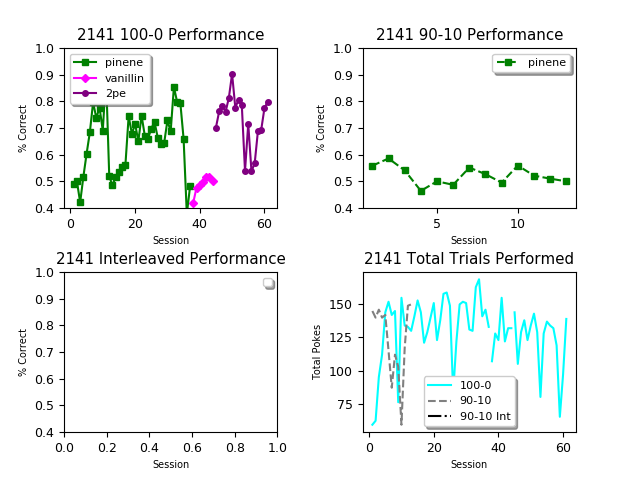 2141 100-0 Performance
% Correct
1.0
0.9
0.8
0.7
0.6
0.5
0.4
pinene
vanillin
2pe
0 20 40 60
Session
2141 90-10 Performance
% Correct
1.0
0.9
0.8
0.7
0.6
0.5
0.4
pinene
5 10
Session
2141 Interleaved Performance
% Correct
1.0
0.9
0.8
0.7
0.6
0.5
0.4
0.0 0.2 0.4 0.6 0.8 1.0
Session
2141 Total Trials Performed
Total Pokes
150
125
100
75
100-0
90-10
90-10 Int
0 20 40 60
Session